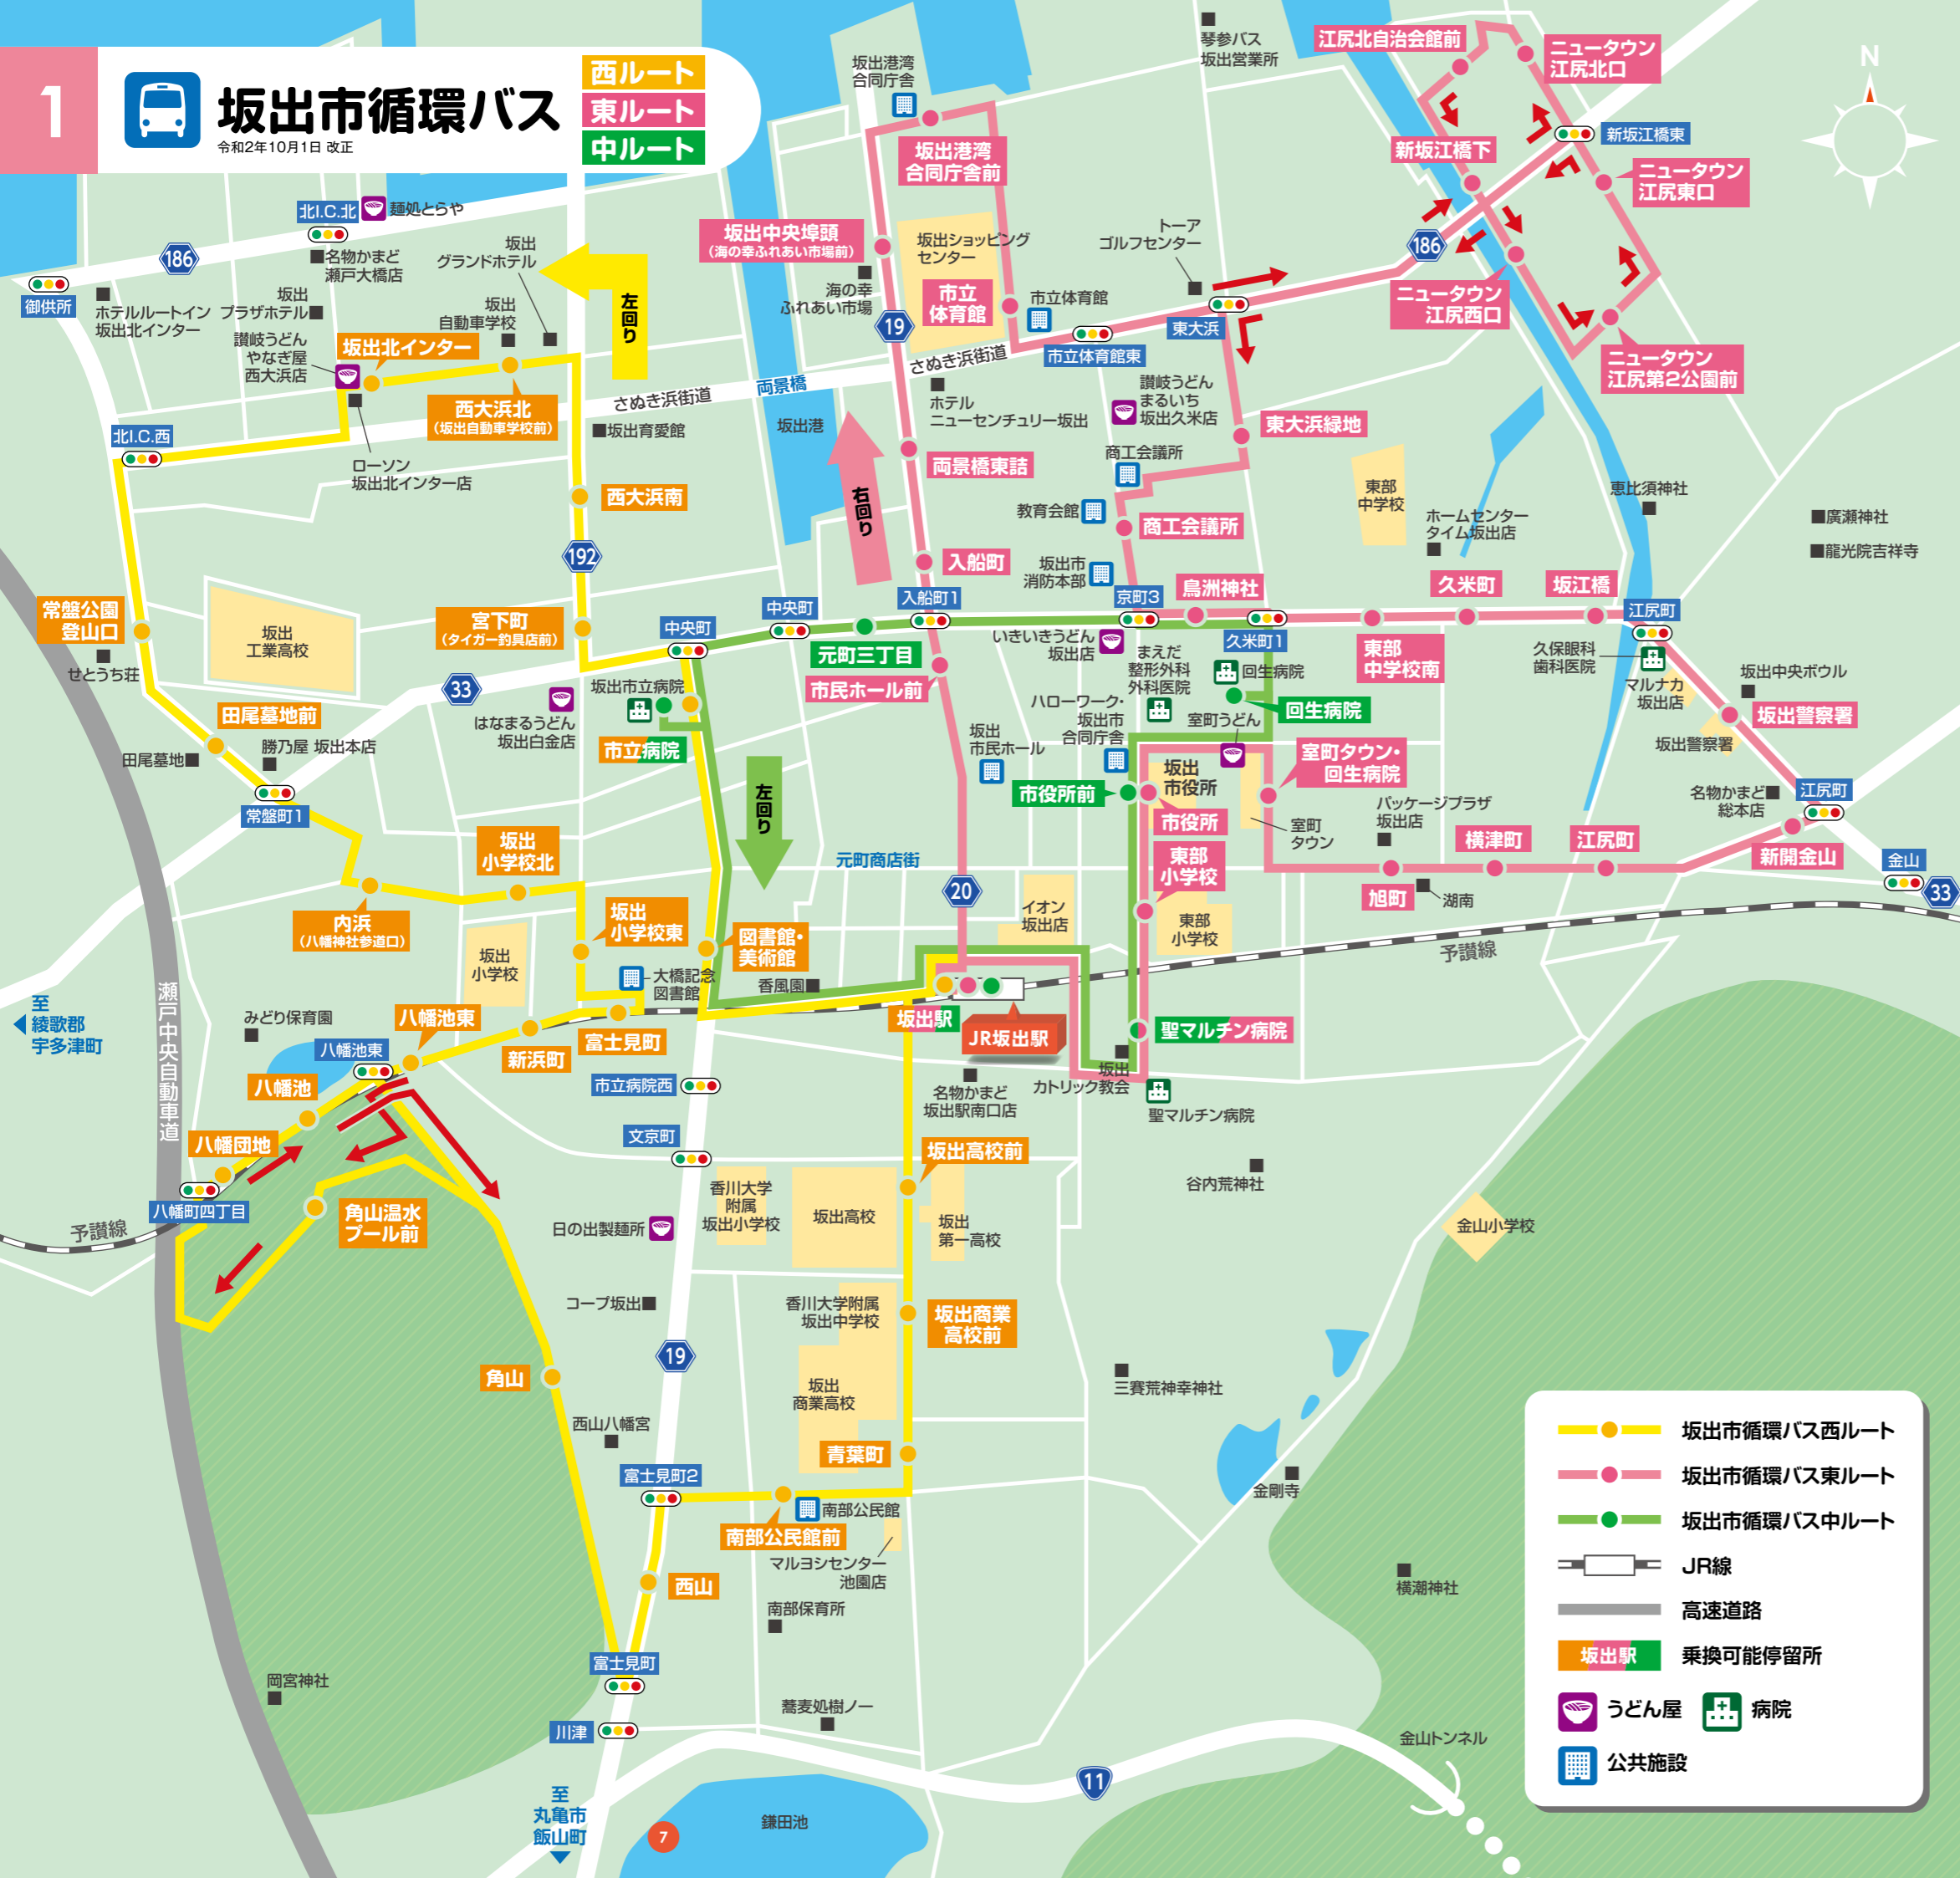 1
坂出市循環バス
令和2年10月1日 改正
西ルート
東ルート
中ルート
坂出港湾
合同庁舎
琴参バス
坂出営業所
江尻北自治会館前
ニュータウン
江尻北口
N
新坂江橋東
坂出港湾
合同庁舎前
新坂江橋下
ニュータウン
江尻東口
北I.C.北
麺処とらや
186
名物かまど
瀬戸大橋店
坂出
グランドホテル
坂出中央埠頭
(海の幸ふれあい市場前)
坂出ショッピング
センター
トーア
ゴルフセンター
186
御供所
ホテルルートイン
坂出北インター
坂出
プラザホテル
坂出
自動車学校
左回り
海の幸
ふれあい市場
市立
体育館
市立体育館
ニュータウン
江尻西口
讃岐うどん
やなぎ屋
西大浜店
坂出北インター
19
市立体育館東
東大浜
さぬき浜街道
ニュータウン
江尻第2公園前
西大浜北
(坂出自動車学校前)
さぬき浜街道
両景橋
ホテル
ニューセンチュリー坂出
讃岐うどん
まるいち
坂出久米店
東大浜緑地
北I.C.西
坂出育愛館
坂出港
ローソン
坂出北インター店
両景橋東詰
商工会議所
西大浜南
右回り
教育会館
商工会議所
東部
中学校
恵比須神社
ホームセンター
タイム坂出店
廣瀬神社
龍光院吉祥寺
192
入船町
坂出市
消防本部
鳥洲神社
久米町
坂江橋
常盤公園
登山口
坂出
工業高校
宮下町
(タイガー釣具店前)
中央町
中央町
入船町1
京町3
久米町1
江尻町
せとうち荘
33
元町三丁目
いきいきうどん
坂出店
まえだ
整形外科
外科医院
回生病院
東部
中学校南
久保眼科
歯科医院
坂出中央ボウル
田尾墓地前
坂出市立病院
市民ホール前
はなまるうどん
坂出白金店
ハローワーク・
坂出市
合同庁舎
回生病院
室町うどん
マルナカ
坂出店
坂出警察署
坂出警察署
田尾墓地
勝乃屋 坂出本店
市立病院
坂出
市民ホール
室町タウン・
回生病院
常盤町1
左回り
市役所前
坂出
市役所
市役所
室町
タウン
パッケージプラザ
坂出店
名物かまど
総本店
江尻町
坂出
小学校北
元町商店街
東部
小学校
横津町
江尻町
新開金山
金山
33
20
旭町
湖南
内浜
(八幡神社参道口)
坂出
小学校東
坂出
小学校
図書館・
美術館
イオン
坂出店
東部
小学校
予讃線
大橋記念
図書館
香風園
至
綾歌郡
宇多津町
瀬戸中央自動車道
みどり保育園
八幡池東
八幡池東
新浜町
富士見町
坂出駅
JR坂出駅
聖マルチン病院
八幡池
市立病院西
名物かまど
坂出駅南口店
坂出
カトリック教会
聖マルチン病院
八幡団地
文京町
坂出高校前
谷内荒神社
八幡町四丁目
予讃線
角山温水
プール前
香川大学
附属
坂出小学校
坂出高校
坂出
第一高校
日の出製麺所
金山小学校
コープ坂出
香川大学附属
坂出中学校
坂出商業
高校前
19
角山
坂出
商業高校
三賽荒神幸神社
西山八幡宮
青葉町
富士見町2
南部公民館
金剛寺
南部公民館前
マルヨシセンター
池園店
西山
南部保育所
横潮神社
富士見町
岡宮神社
川津
蕎麦処樹ノ一
金山トンネル
11
至
丸亀市
飯山町
7
鎌田池
坂出市循環バス西ルート
坂出市循環バス東ルート
坂出市循環バス中ルート
JR線
高速道路
坂出駅
乗換可能停留所
うどん屋
病院
公共施設